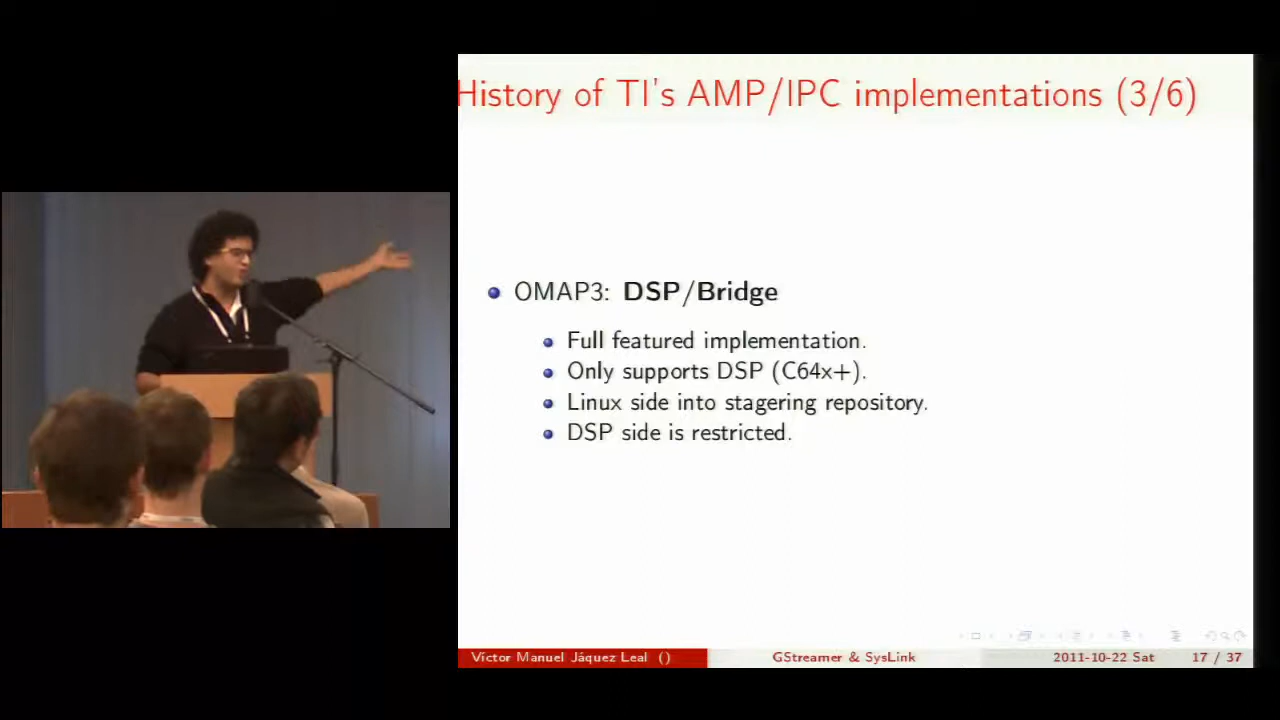 History of TI's AMP/IPC implementations (3/6)
OMAP3: DSP/Bridge
Full featured implementation.
Only supports DSP (C64x+).
Linux side into stagering repository.
DSP side is restricted.
Víctor Manuel Jáquez Leal ()
GStreamer & SysLink
2011-10-22 Sat
17 / 37